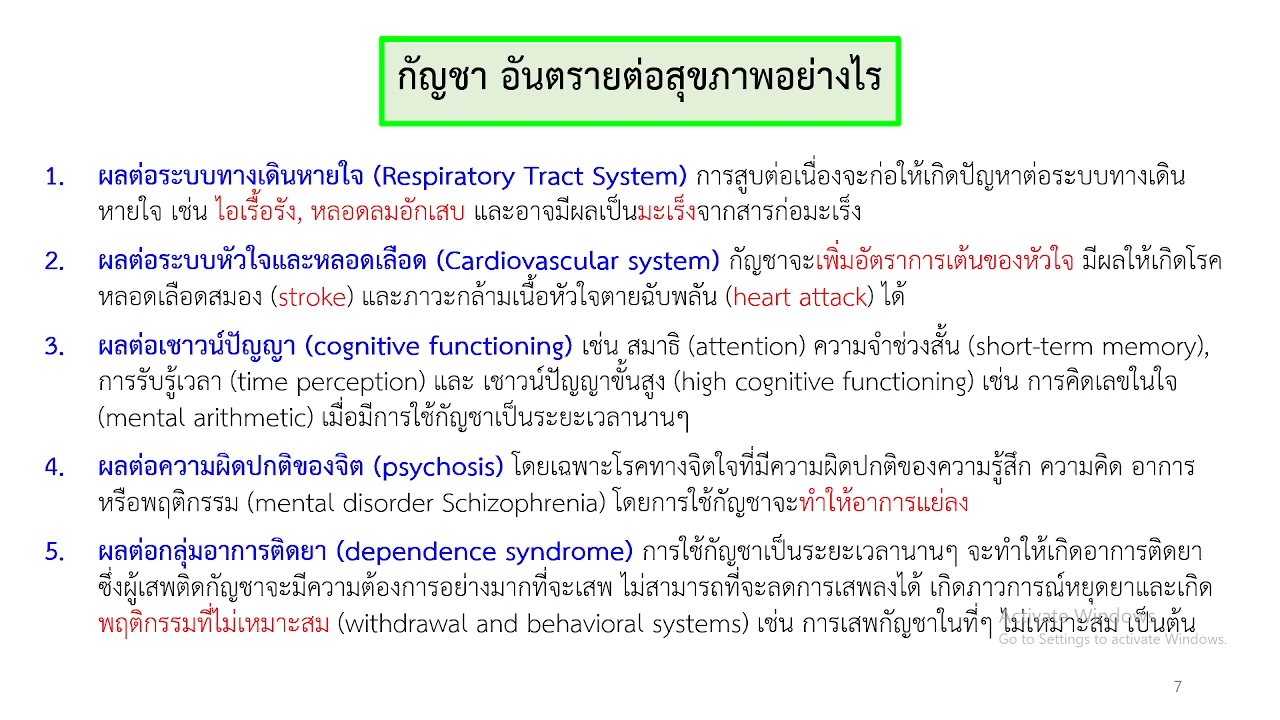 กัญชา อันตรายต่อสุขภาพอย่างไร
1. ผลต่อระบบทางเดินหายใจ (Respiratory Tract System) การสูบต่อเนื่องจะก่อให้เกิดปัญหาต่อระบบทางเดิน
หายใจ เช่น ไอเรื้อรัง, หลอดลมอักเสบ และอาจมีผลเป็นมะเร็งจากสารก่อมะเร็ง
2. ผลต่อระบบหัวใจและหลอดเลือด (Cardiovascular system) กัญชาจะเพิ่มอัตราการเต้นของหัวใจ มีผลให้เกิดโรค
หลอดเลือดสมอง (stroke) และภาวะกล้ามเนื้อหัวใจตายฉับพลัน (heart attack) ได้
3. ผลต่อเชาวน์ปัญญา (cognitive functioning) เช่น สมาธิ (attention) ความจำช่วงสั้น (short-term memory),
การรับรู้เวลา (time perception) และ เชาวน์ปัญญาขั้นสูง (high cognitive functioning) เช่น การคิดเลขในใจ
(mental arithmetic) เมื่อมีการใช้กัญชาเป็นระยะเวลานานๆ
4. ผลต่อความผิดปกติของจิต (psychosis) โดยเฉพาะโรคทางจิตใจที่มีความผิดปกติของความรู้สึก ความคิด อาการ
หรือพฤติกรรม (mental disorder Schizophrenia) โดยการใช้กัญชาจะทำให้อาการแย่ลง
5. ผลต่อกลุ่มอาการติดยา (dependence syndrome) การใช้กัญชาเป็นระยะเวลานานๆ จะทำให้เกิดอาการติดยา
ซึ่งผู้เสพติดกัญชาจะมีความต้องการอย่างมากที่จะเสพ ไม่สามารถที่จะลดการเสพลงได้ เกิดภาวการณ์หยุดยาและเกิด
พฤติกรรมที่ไม่เหมาะสม (withdrawal and behavioral systems) เช่น การเสพกัญชาในที่ๆ ไม่เหมาะสม เป็นต้น
Activate Windows
Go to Settings to activate Windows.
7